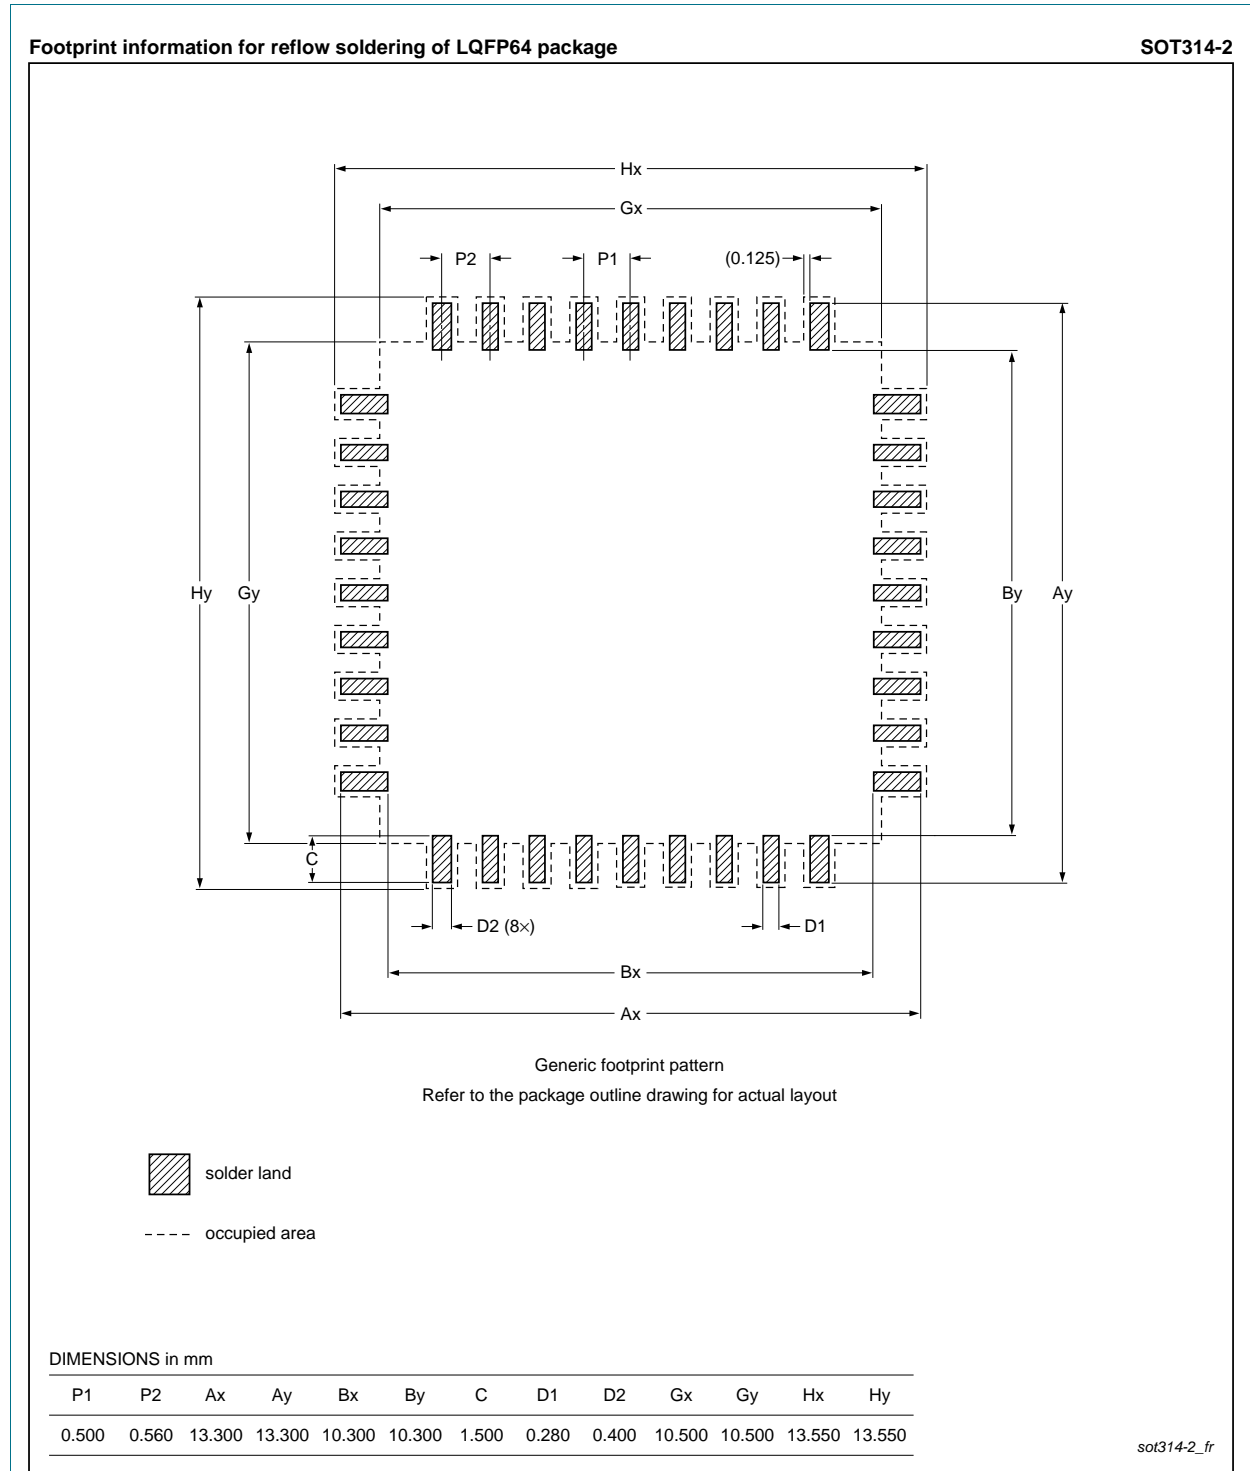 Footprint information for reflow soldering of LQFP64 package SOT314-2
Hx
Gx
P2 P1 (0.125)
Hy Gy By Ay
C
D2 (8×) D1
Bx
Ax
Generic footprint pattern
Refer to the package outline drawing for actual layout
solder land
occupied area
DIMENSIONS in mm
P1 P2 Ax Ay Bx By C D1 D2 Gx Gy Hx Hy
0.500 0.560 13.300 13.300 10.300 10.300 1.500 0.280 0.400 10.500 10.500 13.550 13.550
sot314-2_fr